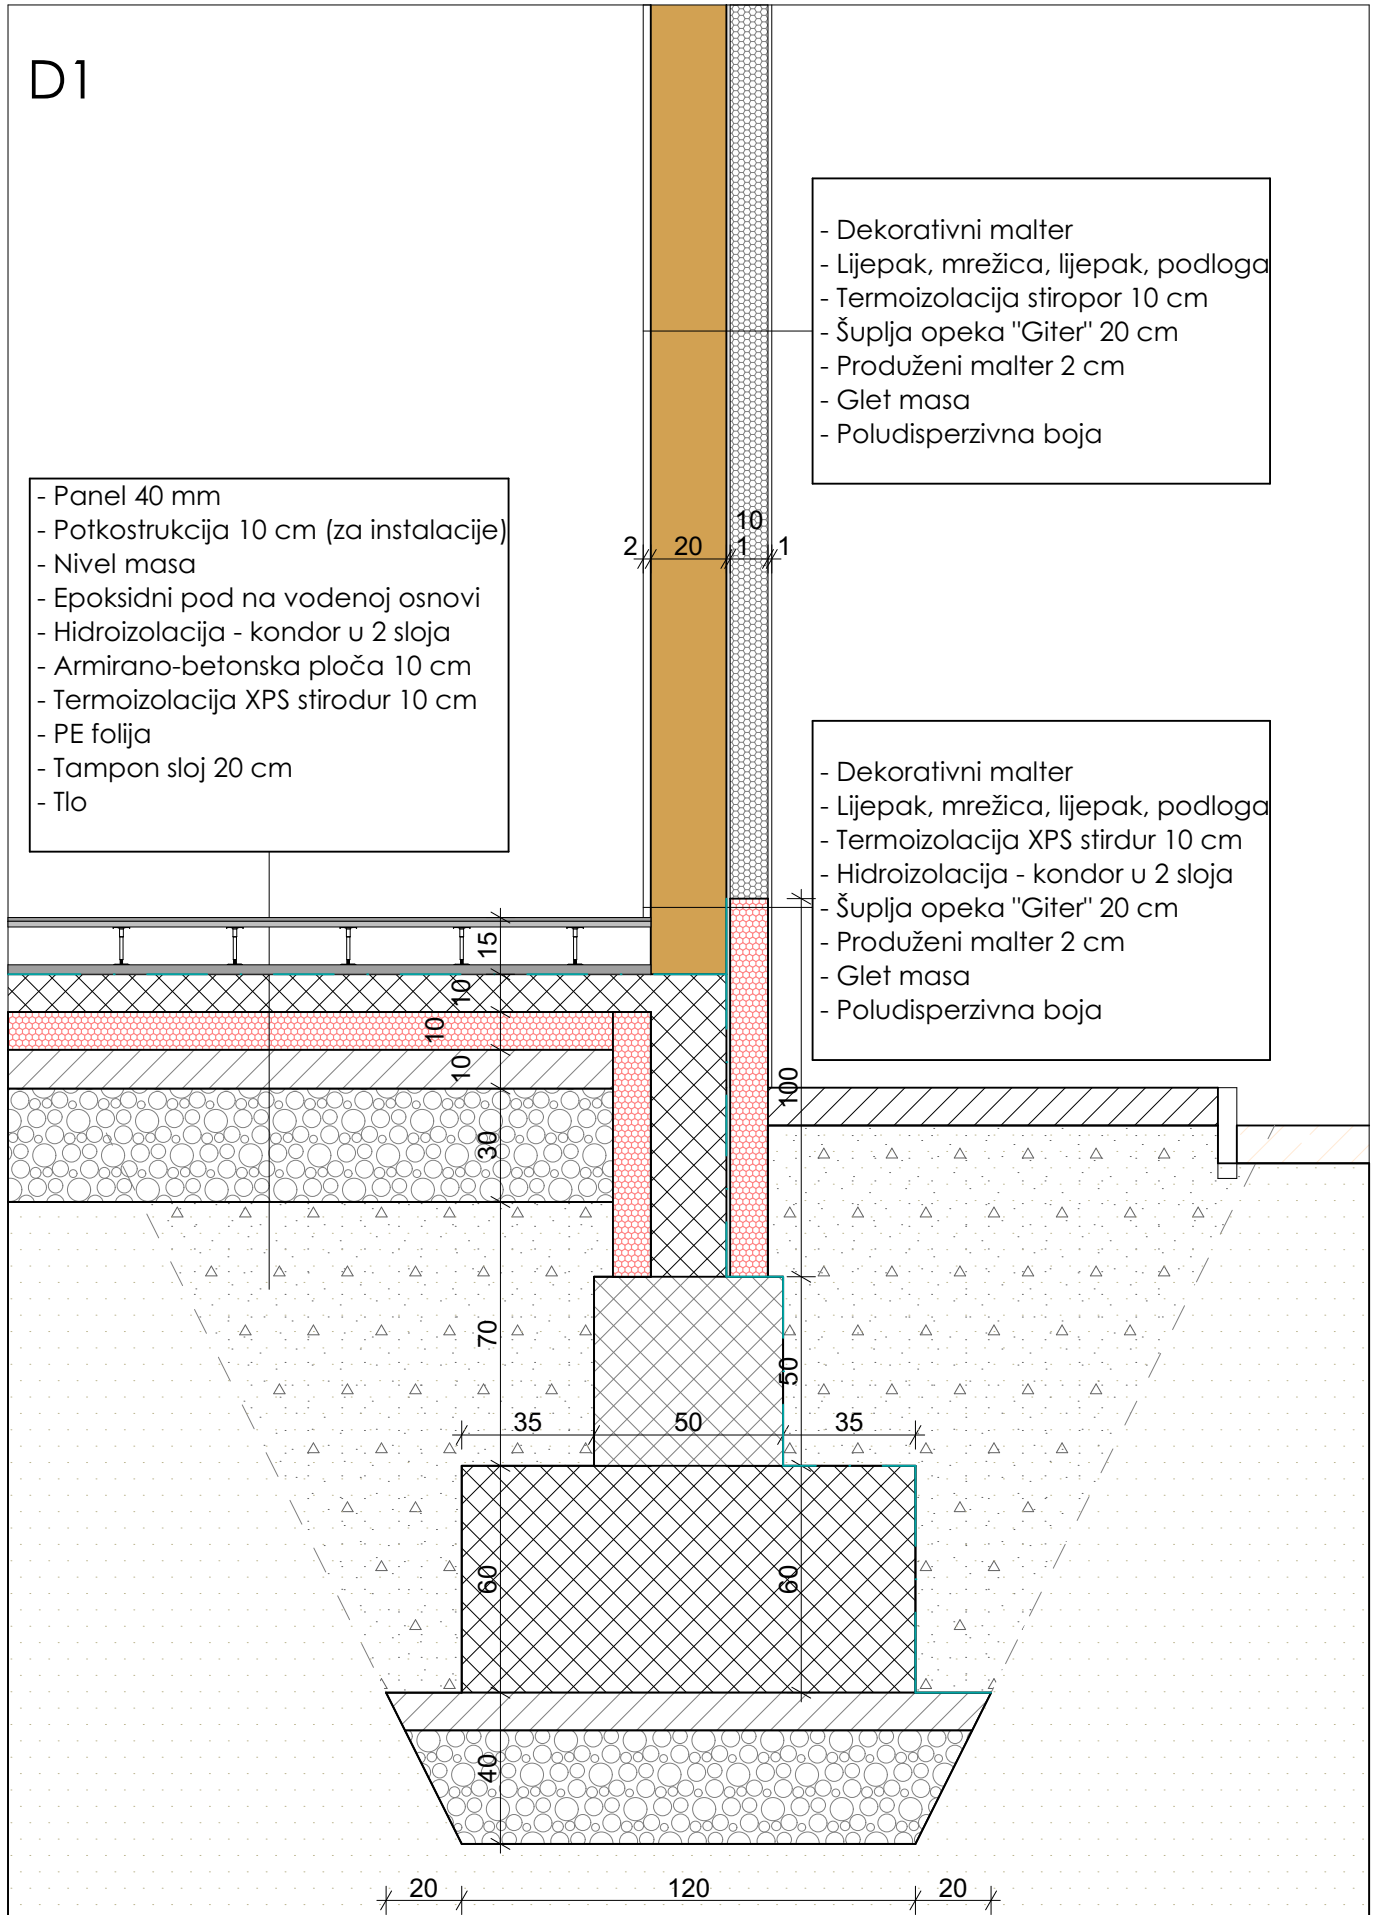 D1
- Dekorativni malter
- Lijepak, mrežica, lijepak, podloga
- Termoizolacija stiropor 10 cm
- Šuplja opeka "Giter" 20 cm
- Produženi malter 2 cm
- Glet masa
- Poludisperzivna boja
- Panel 40 mm
- Potkostrukcija 10 cm (za instalacije)
- Nivel masa
- Epoksidni pod na vodenoj osnovi
- Hidroizolacija - kondor u 2 sloja
- Armirano-betonska ploča 10 cm
- Termoizolacija XPS stirodur 10 cm
- PE folija
- Tampon sloj 20 cm
- Tlo
10
2 20 1 1
- Dekorativni malter
- Lijepak, mrežica, lijepak, podloga
- Termoizolacija XPS stirdur 10 cm
- Hidroizolacija - kondor u 2 sloja
- Šuplja opeka "Giter" 20 cm
- Produženi malter 2 cm
- Glet masa
- Poludisperzivna boja
15
10
10
10
100
30
70
50
35 50 35
60
60
40
20 120 20